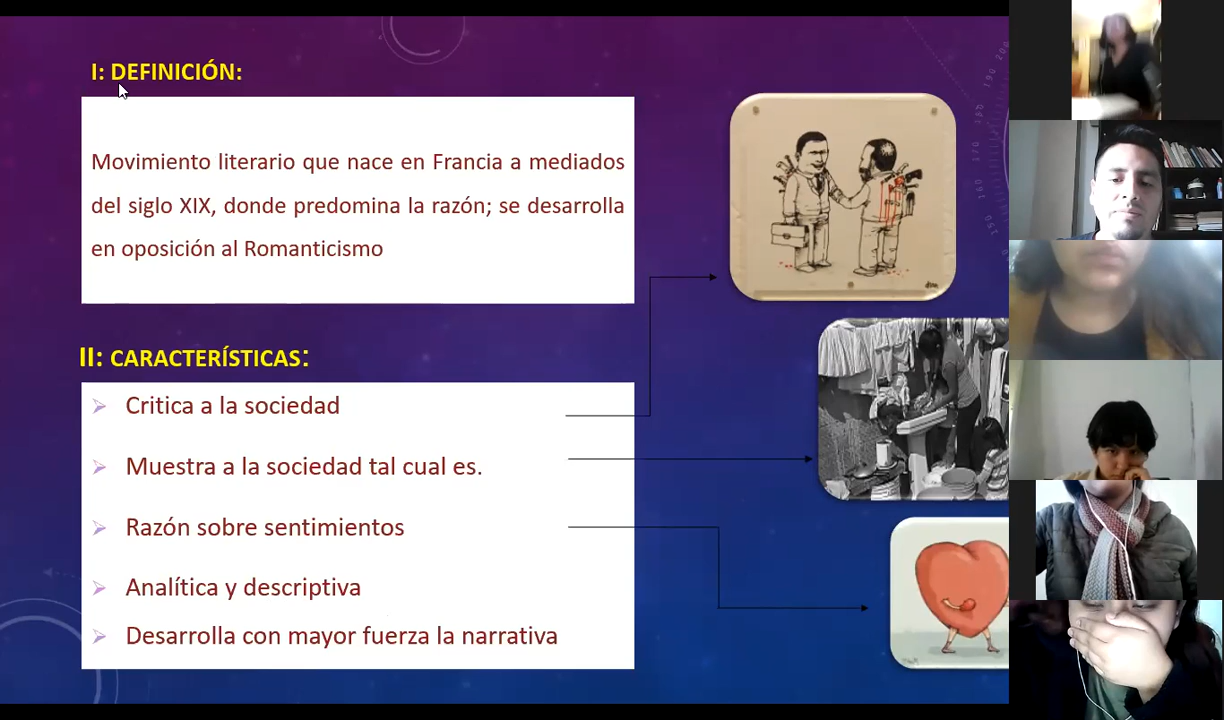 I: DEFINICIÓN:
Movimiento literario que nace en Francia a mediados
del siglo XIX, donde predomina la razón; se desarrolla
en oposición al Romanticismo
II: CARACTERÍSTICAS:
Critica a la sociedad
Muestra a la sociedad tal cual es.
Razón sobre sentimientos
Analítica y descriptiva
Desarrolla con mayor fuerza la narrativa